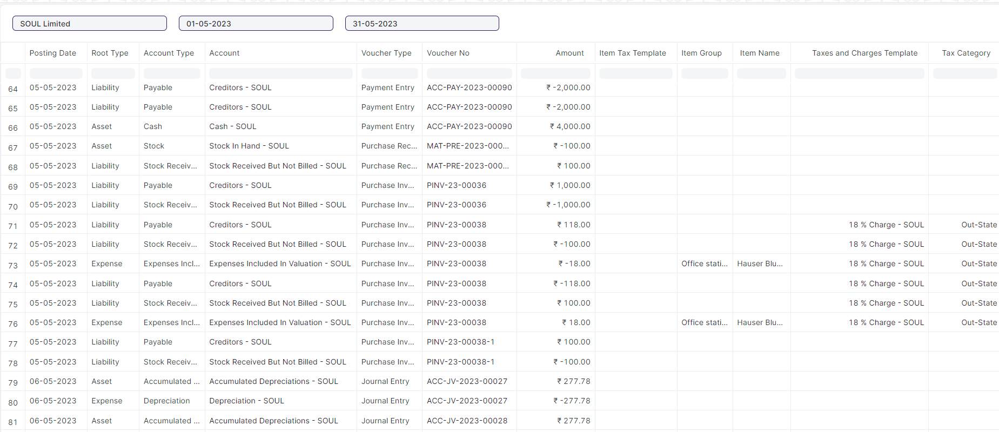 SOUL Limited 01-05-2023 31-05-2023
Posting Date Root Type Account Type Account Voucher Type Voucher No Amount Item Tax Template Item Group Item Name Taxes and Charges Template Tax Category
64 05-05-2023 Liability Payable Creditors - SOUL Payment Entry ACC-PAY-2023-00090 ₹ -2,000.00
65 05-05-2023 Liability Payable Creditors - SOUL Payment Entry ACC-PAY-2023-00090 ₹ -2,000.00
66 05-05-2023 Asset Cash Cash - SOUL Payment Entry ACC-PAY-2023-00090 ₹ 4,000.00
67 05-05-2023 Asset Stock Stock In Hand - SOUL Purchase Rec... MAT-PRE-2023-000... ₹ -100.00
68 05-05-2023 Liability Stock Receiv... Stock Received But Not Billed - SOUL Purchase Rec... MAT-PRE-2023-000... ₹ 100.00
69 05-05-2023 Liability Payable Creditors - SOUL Purchase Inv... PINV-23-00036 ₹ 1,000.00
70 05-05-2023 Liability Stock Receiv... Stock Received But Not Billed - SOUL Purchase Inv... PINV-23-00036 ₹ -1,000.00
71 05-05-2023 Liability Payable Creditors - SOUL Purchase Inv... PINV-23-00038 ₹ 118.00 18 % Charge - SOUL Out-State
72 05-05-2023 Liability Stock Receiv... Stock Received But Not Billed - SOUL Purchase Inv... PINV-23-00038 ₹ -100.00 18 % Charge - SOUL Out-State
73 05-05-2023 Expense Expenses Incl... Expenses Included In Valuation - SOUL Purchase Inv... PINV-23-00038 ₹ -18.00 Office stati... Hauser Blu... 18 % Charge - SOUL Out-State
74 05-05-2023 Liability Payable Creditors - SOUL Purchase Inv... PINV-23-00038 ₹ -118.00 18 % Charge - SOUL Out-State
75 05-05-2023 Liability Stock Receiv... Stock Received But Not Billed - SOUL Purchase Inv... PINV-23-00038 ₹ 100.00 18 % Charge - SOUL Out-State
76 05-05-2023 Expense Expenses Incl... Expenses Included In Valuation - SOUL Purchase Inv... PINV-23-00038 ₹ 18.00 Office stati... Hauser Blu... 18 % Charge - SOUL Out-State
77 05-05-2023 Liability Payable Creditors - SOUL Purchase Inv... PINV-23-00038-1 ₹ 100.00
78 05-05-2023 Liability Stock Receiv... Stock Received But Not Billed - SOUL Purchase Inv... PINV-23-00038-1 ₹ -100.00
79 06-05-2023 Asset Accumulated ... Accumulated Depreciations - SOUL Journal Entry ACC-JV-2023-00027 ₹ 277.78
80 06-05-2023 Expense Depreciation Depreciation - SOUL Journal Entry ACC-JV-2023-00027 ₹ -277.78
81 06-05-2023 Asset Accumulated ... Accumulated Depreciations - SOUL Journal Entry ACC-JV-2023-00028 ₹ 277.78